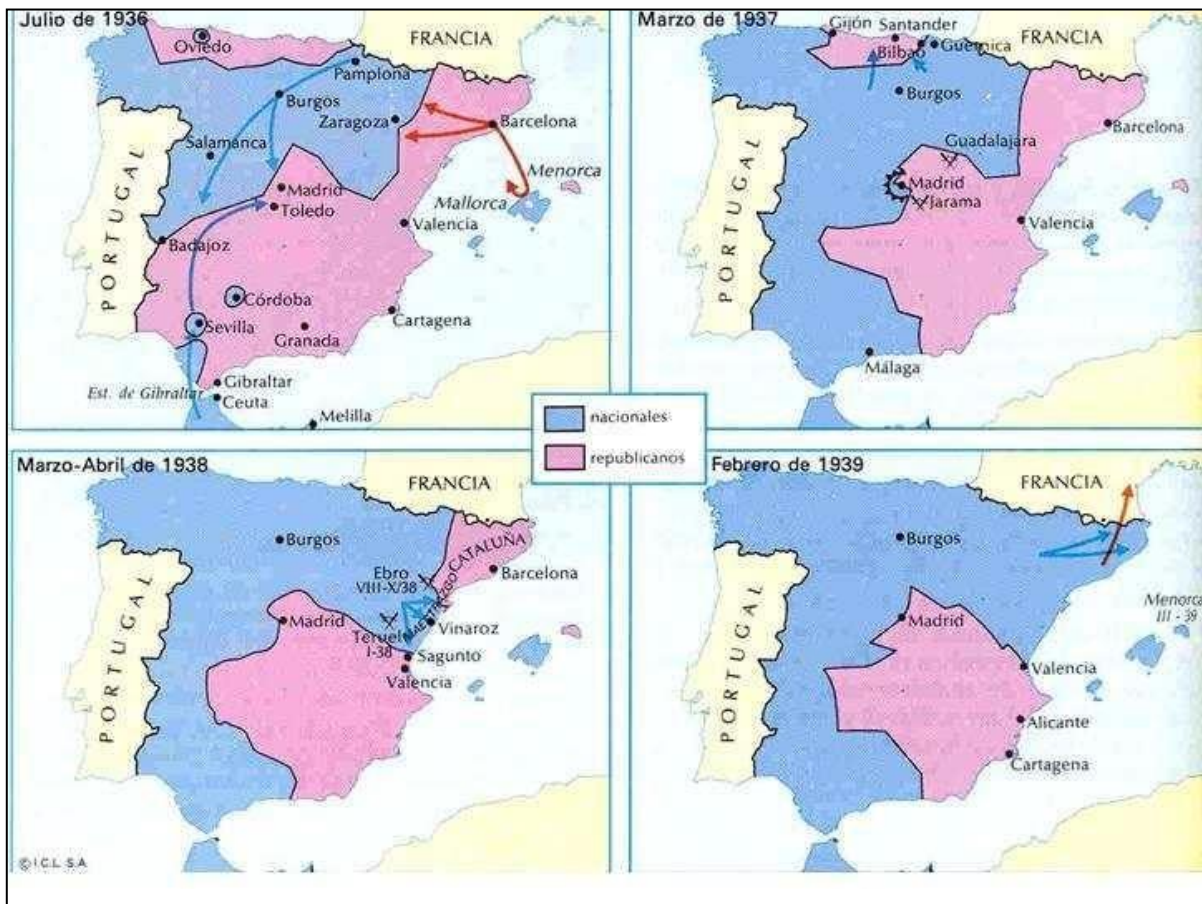 Julio de 1936
FRANCIA
Oviedo
Pamplona
Burgos
Zaragoza
Barcelona
Salamanca
Menorca
Madrid
Mallorca
Toledo
Valencia
Badajoz
PORTUGAL
Córdoba
Sevilla
Cartagena
Granada
Gibraltar
Est. de Gibraltar
Ceuta
Melilla
Marzo de 1937
Gijón
Santander
FRANCIA
Bilbao
Guernica
Burgos
Barcelona
Guadalajara
Madrid
Jarama
Valencia
PORTUGAL
Málaga
nacionales
republicanos
Marzo-Abril de 1938
FRANCIA
Burgos
CATALUÑA
Ebro
VIII-X/38
Barcelona
MAESTRAZGO
Madrid
Vinaroz
Teruel
I-38
Sagunto
Valencia
PORTUGAL
©I.C.L. S.A.
Febrero de 1939
FRANCIA
Burgos
Menorca
III - 39
Madrid
Valencia
PORTUGAL
Alicante
Cartagena